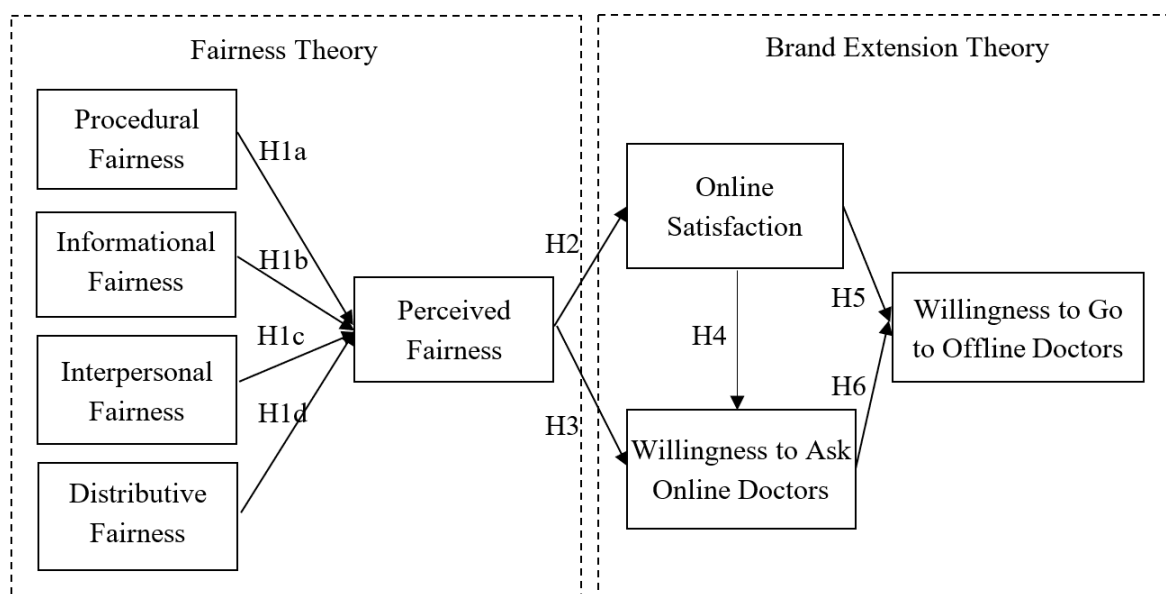 Fairness Theory
Procedural
Fairness
H1a
Informational
Fairness
H1b
Interpersonal
Fairness
H1c
Distributive
Fairness
H1d
Perceived
Fairness
H2
H3
Brand Extension Theory
Online
Satisfaction
H4
Willingness to Ask
Online Doctors
H5
H6
Willingness to Go
to Offline Doctors